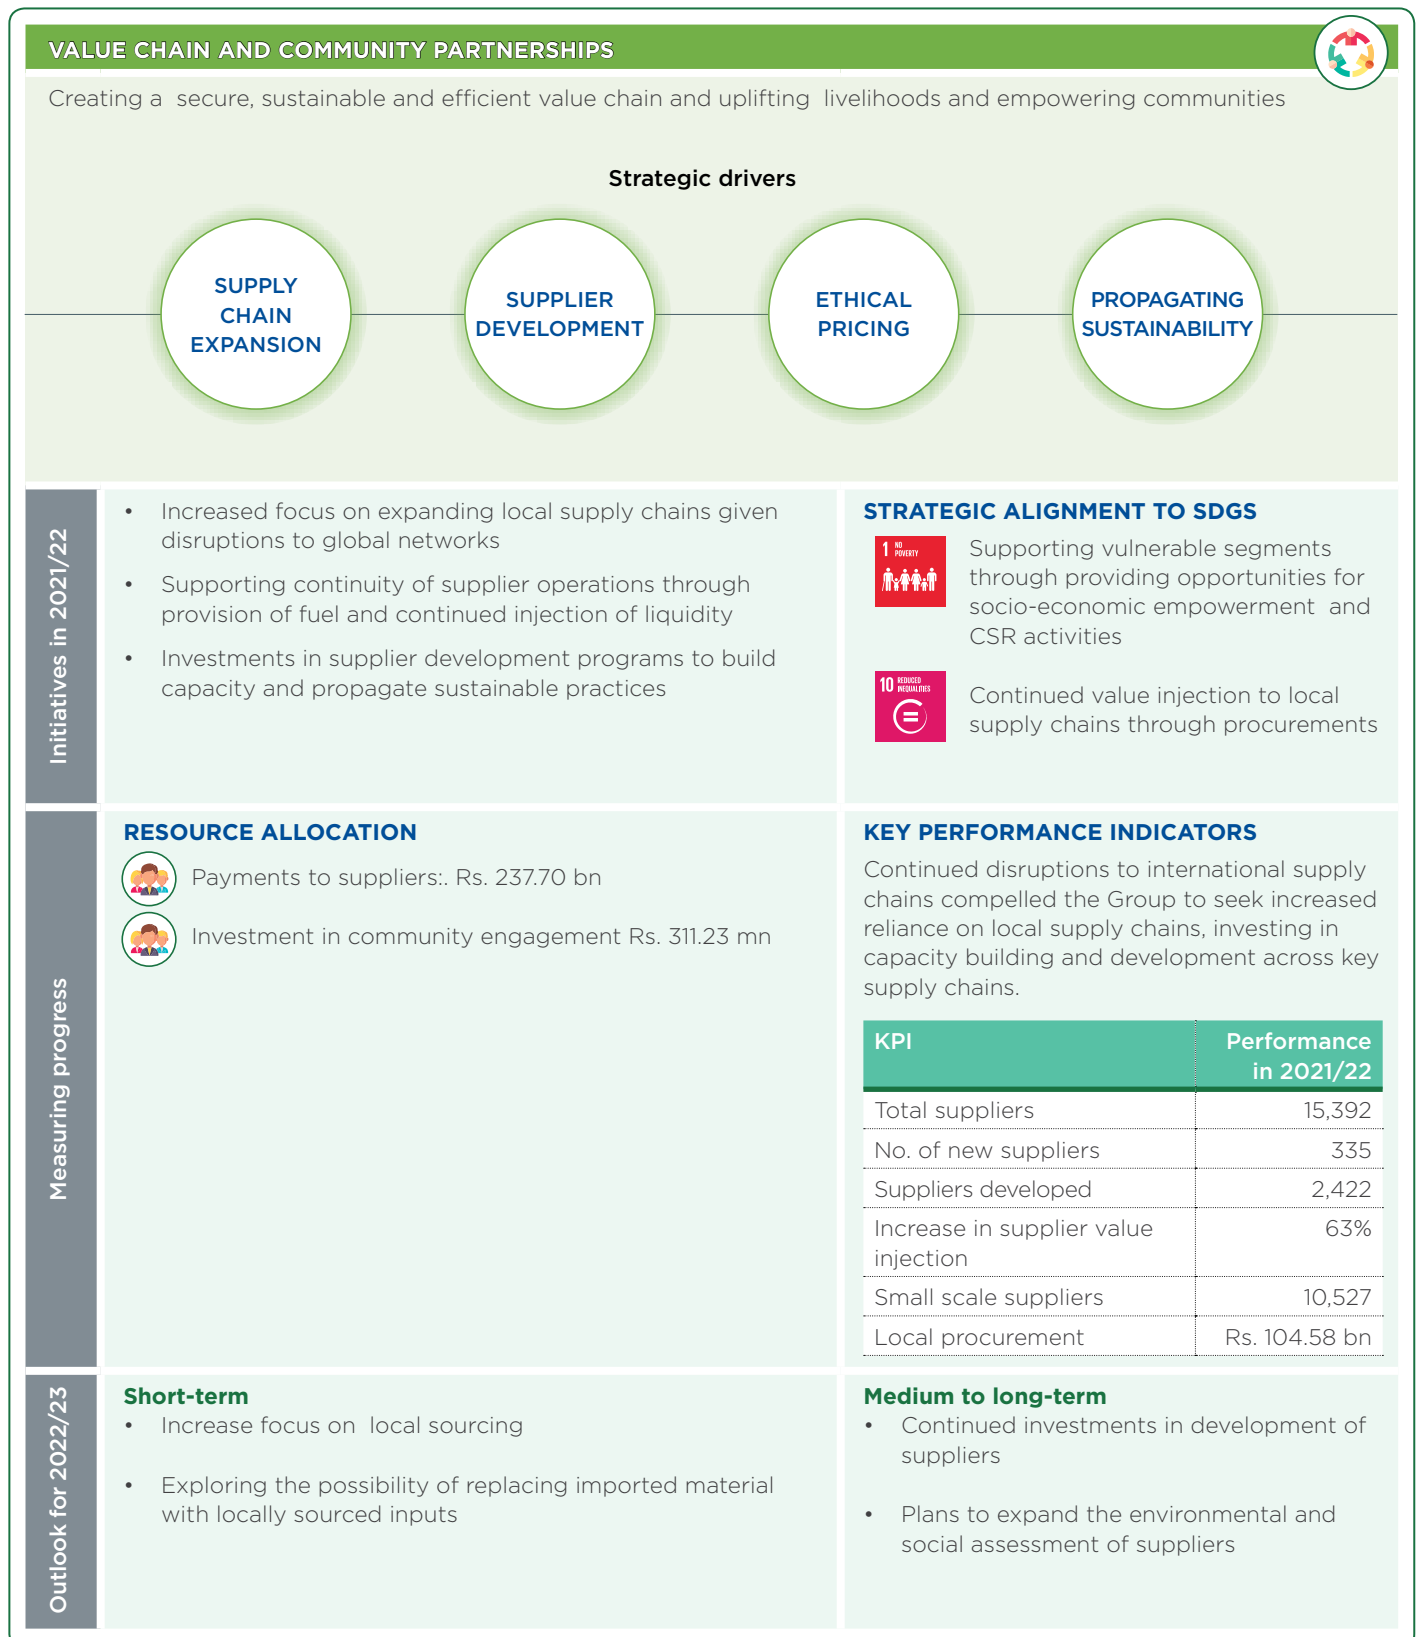 VALUE CHAIN AND COMMUNITY PARTNERSHIPS
Creating a secure, sustainable and efficient value chain and uplifting livelihoods and empowering communities
Strategic drivers
SUPPLY
CHAIN
EXPANSION
SUPPLIER
DEVELOPMENT
ETHICAL
PRICING
PROPAGATING
SUSTAINABILITY
Initiatives in 2021/22
• Increased focus on expanding local supply chains given
disruptions to global networks
• Supporting continuity of supplier operations through
provision of fuel and continued injection of liquidity
• Investments in supplier development programs to build
capacity and propagate sustainable practices
STRATEGIC ALIGNMENT TO SDGS
1 NO
POVERTY
Supporting vulnerable segments
through providing opportunities for
socio-economic empowerment and
CSR activities
10 REDUCED
INEQUALITIES
Continued value injection to local
supply chains through procurements
Measuring progress
RESOURCE ALLOCATION
Payments to suppliers:. Rs. 237.70 bn
Investment in community engagement Rs. 311.23 mn
KEY PERFORMANCE INDICATORS
Continued disruptions to international supply
chains compelled the Group to seek increased
reliance on local supply chains, investing in
capacity building and development across key
supply chains.
KPI Performance
in 2021/22
Total suppliers 15,392
No. of new suppliers 335
Suppliers developed 2,422
Increase in supplier value 63%
injection
Small scale suppliers 10,527
Local procurement Rs. 104.58 bn
Outlook for 2022/23
Short-term
• Increase focus on local sourcing
• Exploring the possibility of replacing imported material
with locally sourced inputs
Medium to long-term
• Continued investments in development of
suppliers
• Plans to expand the environmental and
social assessment of suppliers